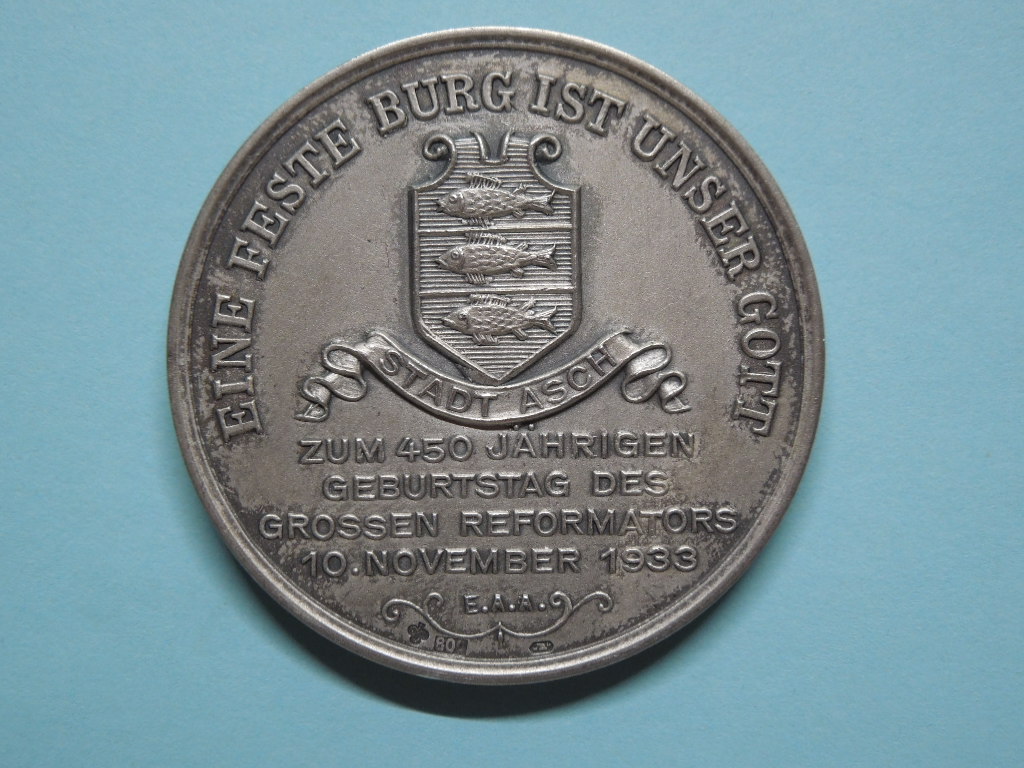 EINE FESTE BURG IST UNSER GOTT
STADT ASCH
ZUM 450 JÄHRIGEN
GEBURTSTAG DES
GROSSEN REFORMATORS
10. NOVEMBER 1933
E.A.A.